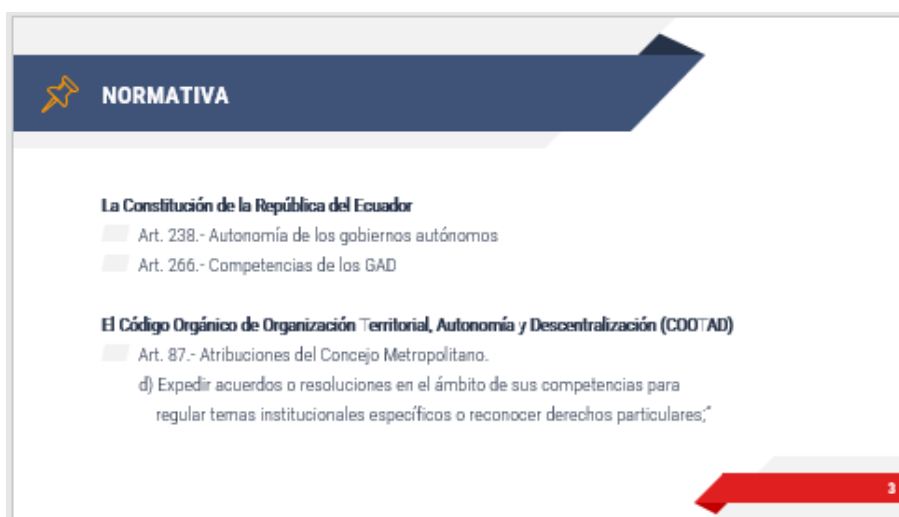 NORMATIVA
La Constitución de la República del Ecuador
Art. 238.- Autonomía de los gobiernos autónomos
Art. 266.- Competencias de los GAD
El Código Orgánico de Organización Territorial, Autonomía y Descentralización (COOTAD)
Art. 87.- Atribuciones del Concejo Metropolitano.
d) Expedir acuerdos o resoluciones en el ámbito de sus competencias para
regular temas institucionales específicos o reconocer derechos particulares;"
3